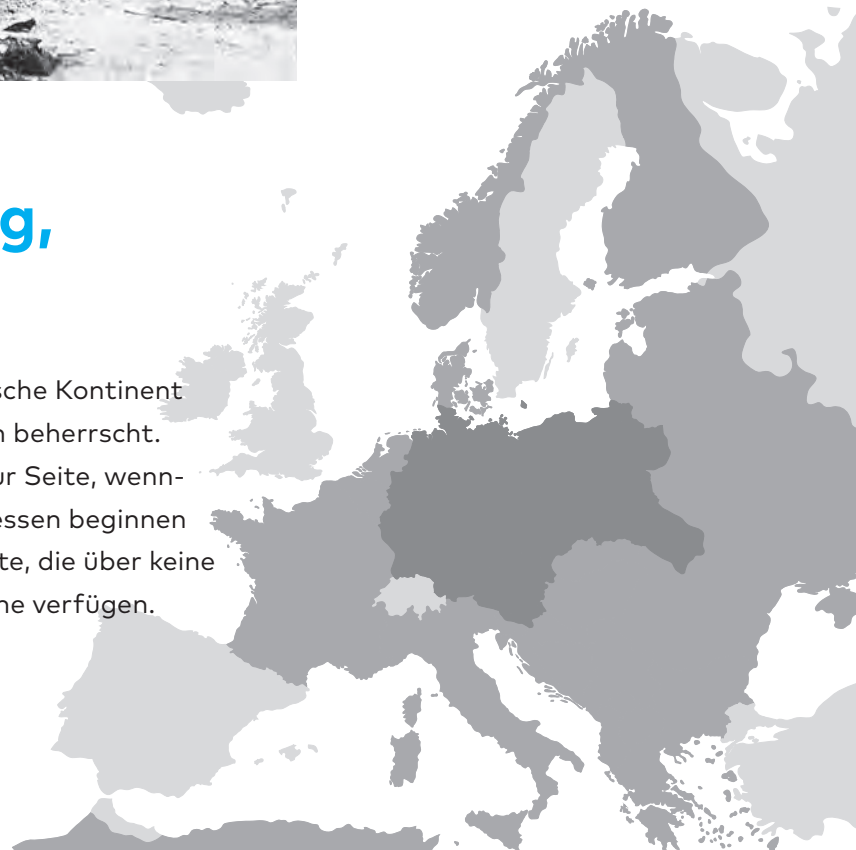 g,
sche Kontinent
n beherrscht.
ur Seite, wenn-
essen beginnen
te, die über keine
ne verfügen.